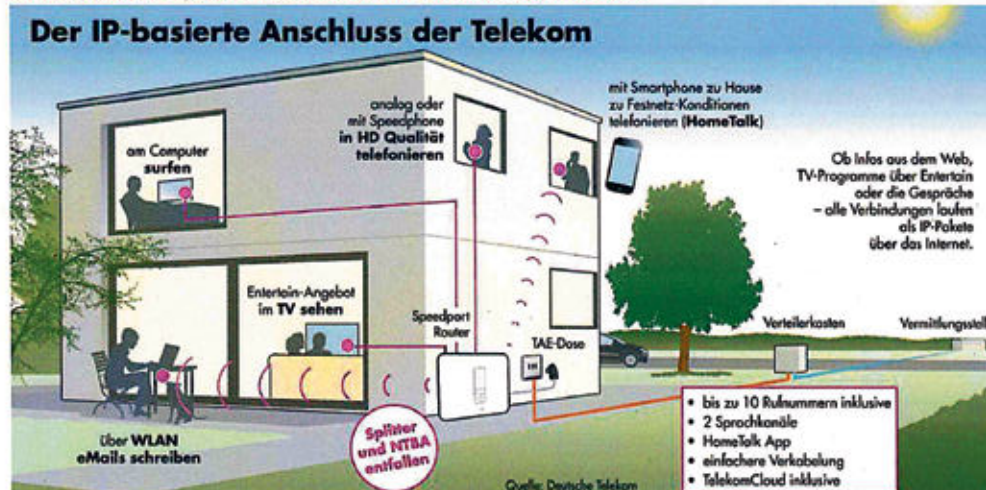 Der IP-basierte Anschluss der Telekom
analog oder
mit Speedphone
in HD Qualität
telefonieren
mit Smartphone zu Hause
zu Festnetz-Konditionen
telefonieren (HomeTalk)
am Computer
surfen
Ob Infos aus dem Web,
TV-Programme über Entertain
oder die Gespräche
– alle Verbindungen laufen
als IP-Pakete
über das Internet.
Entertain-Angebot
im TV sehen
Speedport
Router
TAE-Dose
Verteilerkasten
Vermittlungsstell
über WLAN
eMails schreiben
Splitter
und NTBA
entfallen
• bis zu 10 Rufnummern inklusive
• 2 Sprachkanäle
• HomeTalk App
• einfachere Verkabelung
• TelekomCloud inklusive
Quelle: Deutsche Telekom